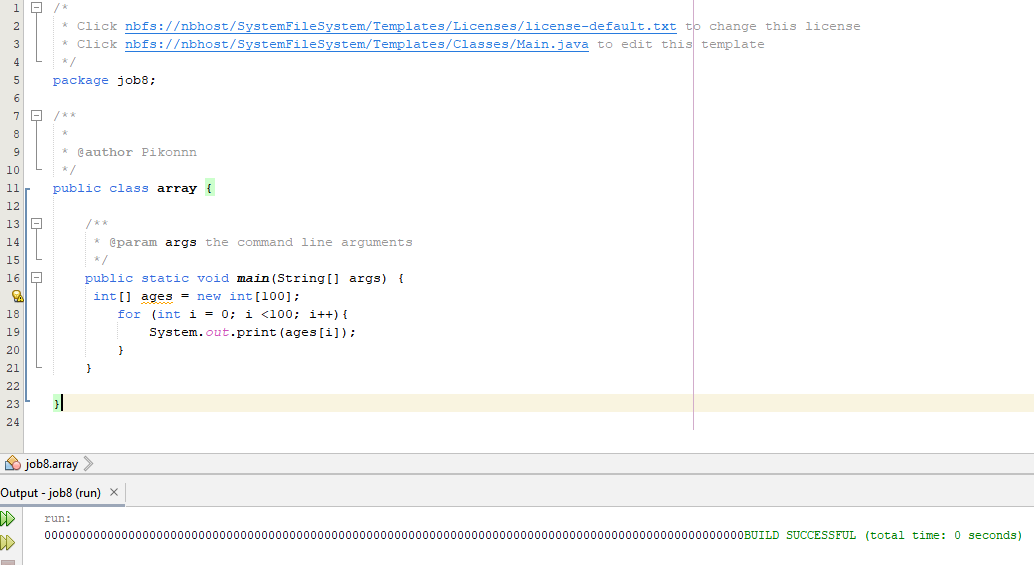 1 /*
2 * Click nbfs://nbhost/SystemFileSystem/Templates/Licenses/license-default.txt to change this license
3 * Click nbfs://nbhost/SystemFileSystem/Templates/Classes/Main.java to edit this template
4 */
5 package job8;
6
7 /**
8 *
9 * @author Pikonnn
10 */
11 public class array {
12
13 /**
14 * @param args the command line arguments
15 */
16 public static void main(String[] args) {
int[] ages = new int[100];
18 for (int i = 0; i <100; i++){
19 System.out.print(ages[i]);
20 }
21 }
22
23 }
24
job8.array
Output - job8 (run) ×
run:
0000000000000000000000000000000000000000000000000000000000000000000000000000000000000000000000000000BUILD SUCCESSFUL (total time: 0 seconds)